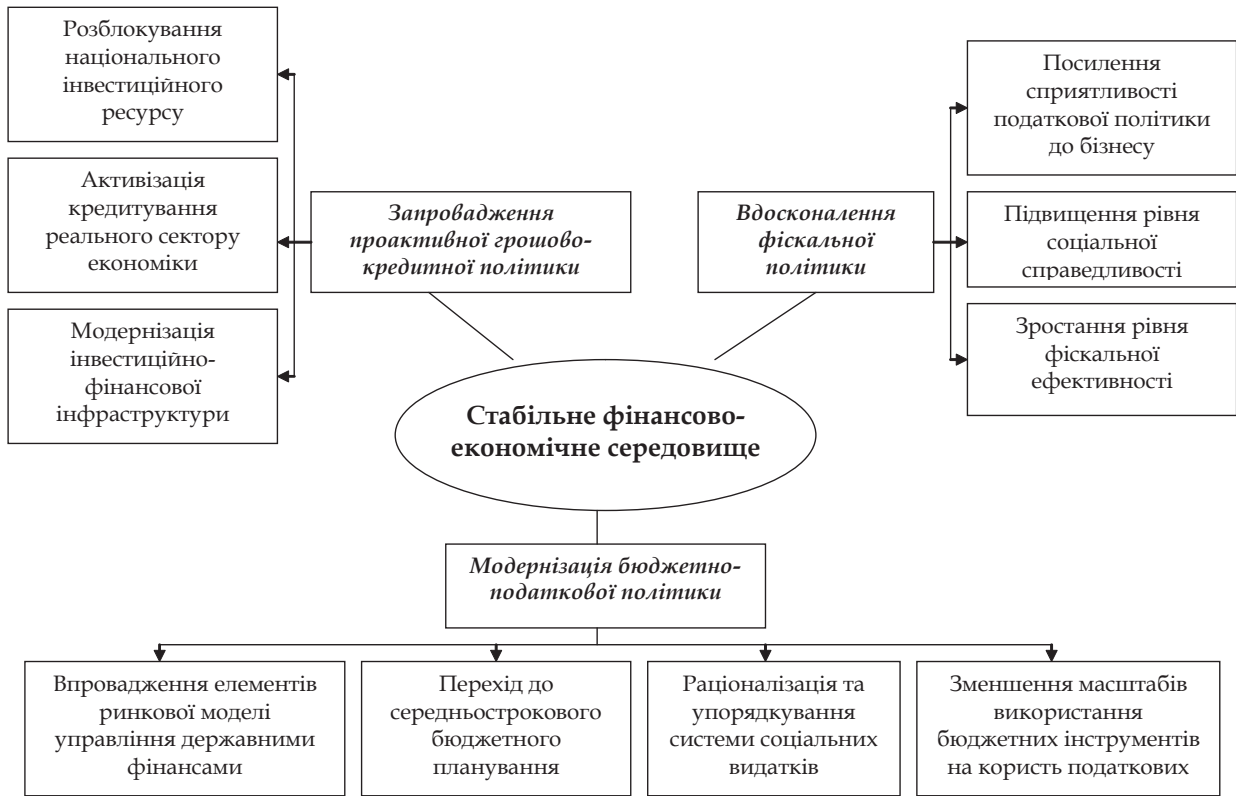 Розблокування
національного
інвестиційного
ресурсу
Активізація
кредитування
реального сектору
економіки
Модернізація
інвестиційно-
фінансової
інфраструктури
Запровадження
проактивної грошово-
кредитної політики
Вдосконалення
фіскальної
політики
Посилення
сприятливості
податкової політики
до бізнесу
Підвищення рівня
соціальної
справедливості
Зростання рівня
фіскальної
ефективності
Стабільне фінансово-
економічне середовище
Модернізація бюджетно-
податкової політики
Впровадження елементів
ринкової моделі
управління державними
фінансами
Перехід до
середньострокового
бюджетного
планування
Раціоналізація та
упорядкування
системи соціальних
видатків
Зменшення масштабів
використання
бюджетних інструментів
на користь податкових